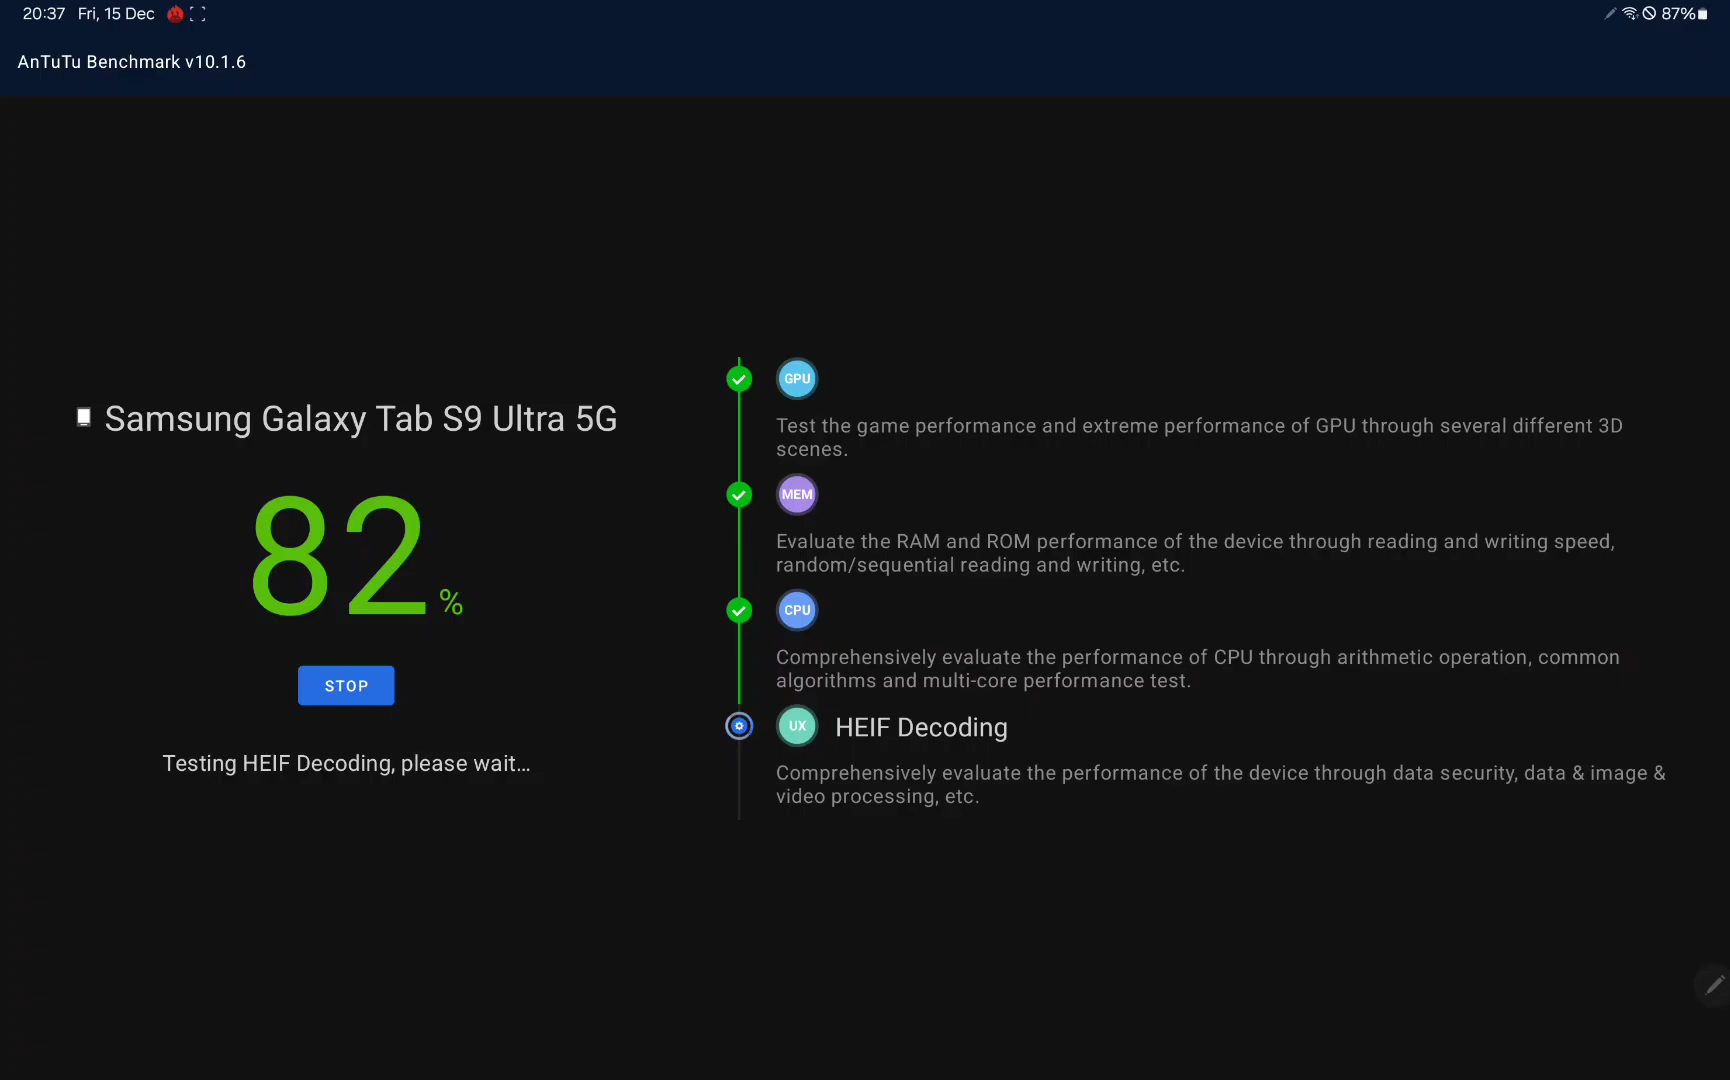 20:37 Fri, 15 Dec
87%
AnTuTu Benchmark v10.1.6
Samsung Galaxy Tab S9 Ultra 5G
82%
STOP
Testing HEIF Decoding, please wait...
GPU
Test the game performance and extreme performance of GPU through several different 3D
scenes.
MEM
Evaluate the RAM and ROM performance of the device through reading and writing speed,
random/sequential reading and writing, etc.
CPU
Comprehensively evaluate the performance of CPU through arithmetic operation, common
algorithms and multi-core performance test.
UX HEIF Decoding
Comprehensively evaluate the performance of the device through data security, data & image &
video processing, etc.